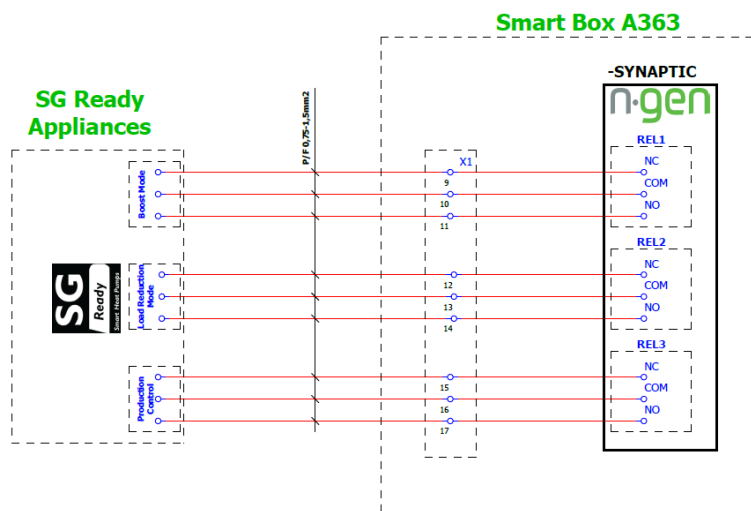 Smart Box A363
SG Ready
Appliances
-SYNAPTIC
n·gen
P/F 0,75-1,5mm2
X1
REL1
NC
COM
NO
9
10
11
Boost Mode
REL2
NC
COM
NO
12
13
14
Load Reduction
Mode
SG
Ready
Smart Heat Pumps
REL3
NC
COM
NO
15
16
17
Production
Control